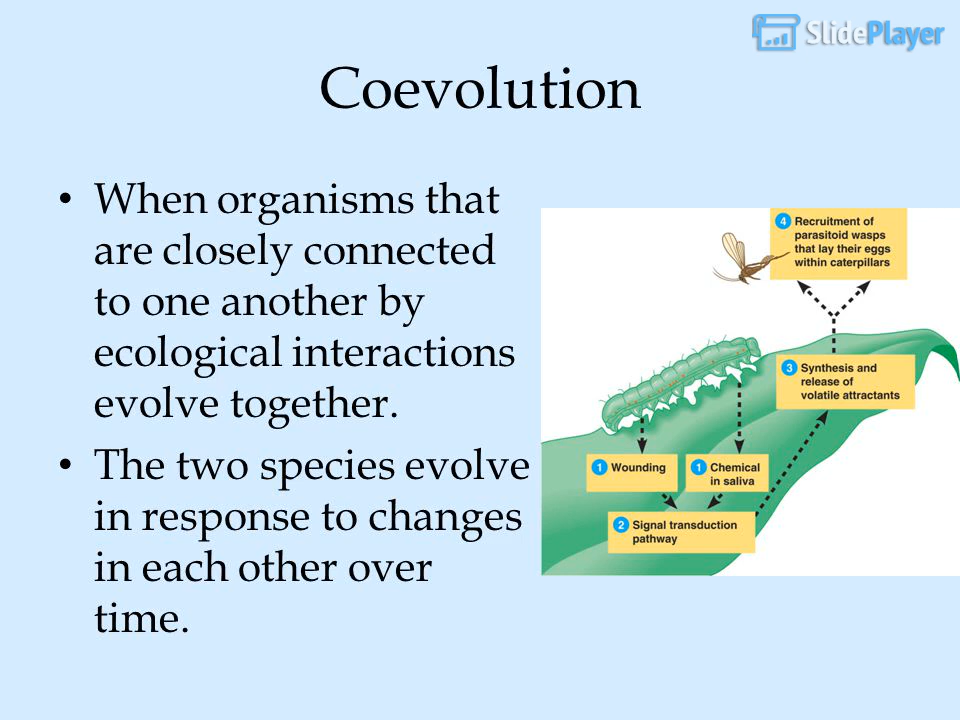 SlidePlayer
Coevolution
• When organisms that
are closely connected
to one another by
ecological interactions
evolve together.
• The two species evolve
in response to changes
in each other over
time.
4 Recruitment of
parasitoid wasps
that lay their eggs
within caterpillars
3 Synthesis and
release of
volatile attractants
1 Wounding
1 Chemical
in saliva
2 Signal transduction
pathway